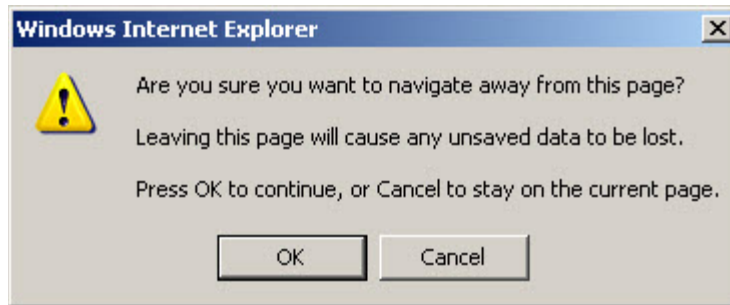 Windows Internet Explorer
Are you sure you want to navigate away from this page?
Leaving this page will cause any unsaved data to be lost.
Press OK to continue, or Cancel to stay on the current page.
OK
Cancel